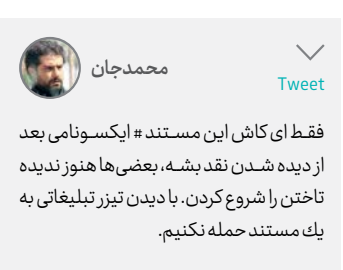 محمدجان
Tweet
فقط ای کاش این مستند # ایکسونامی بعد
از دیده شدن نقد بشه، بعضی‌ها هنوز ندیده
تاختن را شروع کردن. با دیدن تیزر تبلیغاتی به
یك مستند حمله نکنیم.